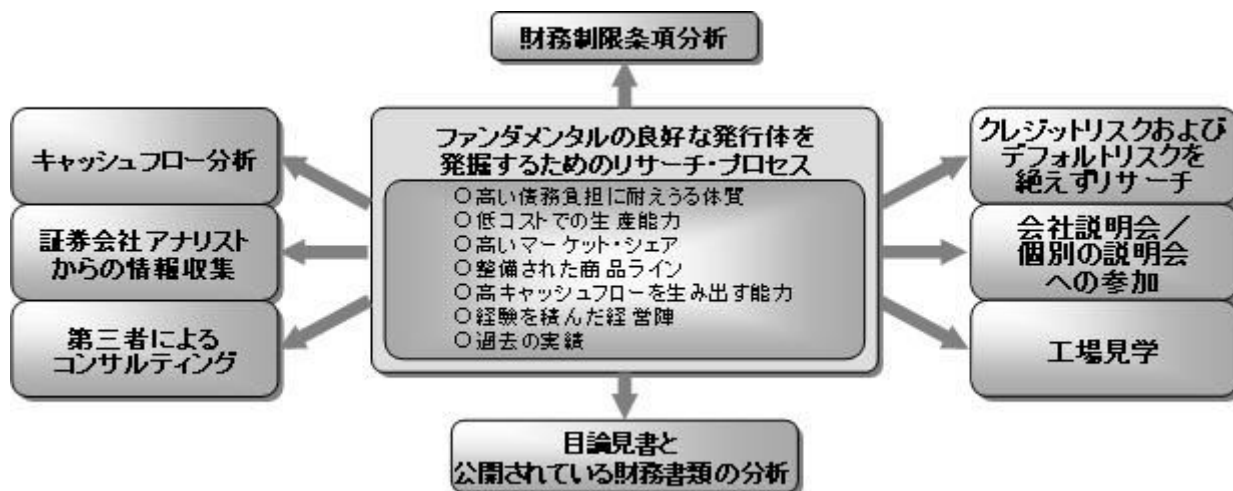 財務制限条項分析
キャッシュフロー分析
証券会社アナリスト
からの情報収集
第三者による
コンサルティング
ファンダメンタルの良好な発行体を
発掘するためのリサーチ・プロセス
○高い債務負担に耐えうる体質
○低コストでの生産能力
○高いマーケット・シェア
○整備された商品ライン
○高キャッシュフローを生み出す能力
○経験を積んだ経営陣
○過去の実績
クレジットリスクおよび
デフォルトリスクを
絶えずリサーチ
会社説明会／
個別の説明会
への参加
工場見学
目論見書と
公開されている財務書類の分析